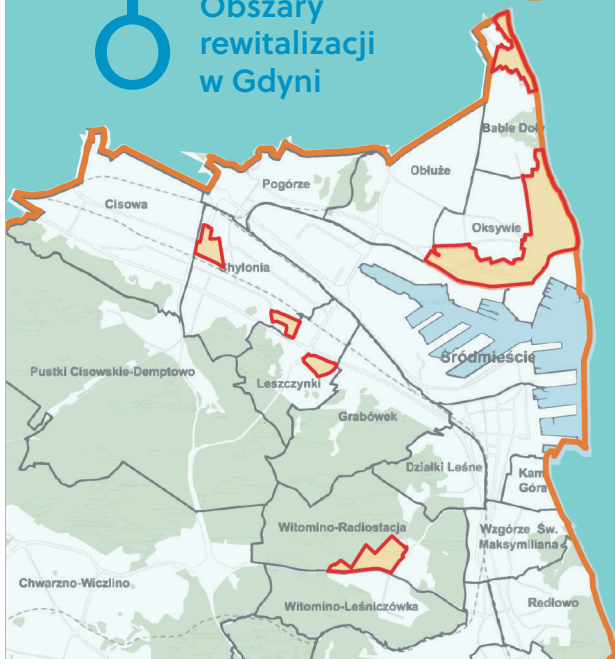 Obszary
rewitalizacji
w Gdyni
Babie Doły
Obłuże
Pogórze
Cisowa
Oksywie
Chylonia
Śródmieście
Pustki Cisowskie-Demptowo
Leszczynki
Grabówek
Działki Leśne
Kam
Góra
Witomino-Radiostacja
Wzgórze Św.
Maksymiliana
Chwarzno-Wiczlino
Witomino-Leśniczówka
Redłowo